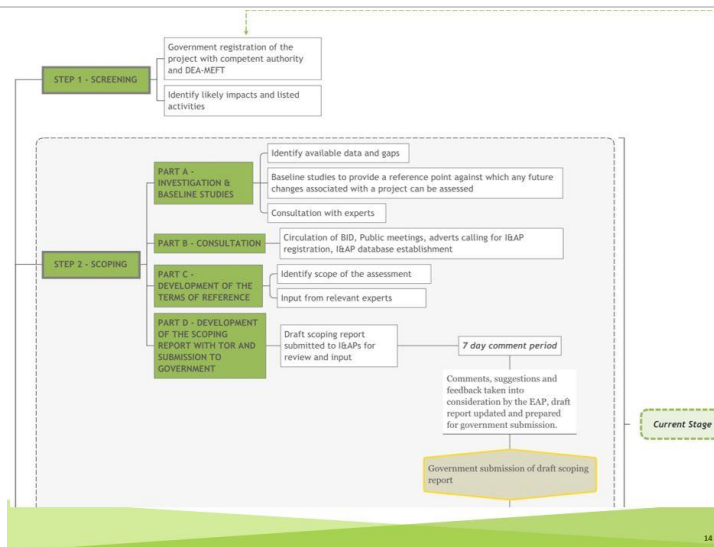 Government registration of the
project with competent authority
and DEA-MEFT
STEP 1 - SCREENING
Identify likely impacts and listed
activities
Identify available data and gaps
PART A -
INVESTIGATION &
BASELINE STUDIES
Baseline studies to provide a reference point against which any future
changes associated with a project can be assessed
Consultation with experts
PART B - CONSULTATION
Circulation of BID, Public meetings, adverts calling for I&AP
registration, I&AP database establishment
STEP 2 - SCOPING
PART C -
DEVELOPMENT OF THE
TERMS OF REFERENCE
Identify scope of the assessment
Input from relevant experts
PART D - DEVELOPMENT
OF THE SCOPING
REPORT WITH TOR AND
SUBMISSION TO
GOVERNMENT
Draft scoping report
submitted to I&APs for
review and input
7 day comment period
Comments, suggestions and
feedback taken into
consideration by the EAP, draft
report updated and prepared
for government submission.
Current Stage
Government submission of draft scoping
report
14